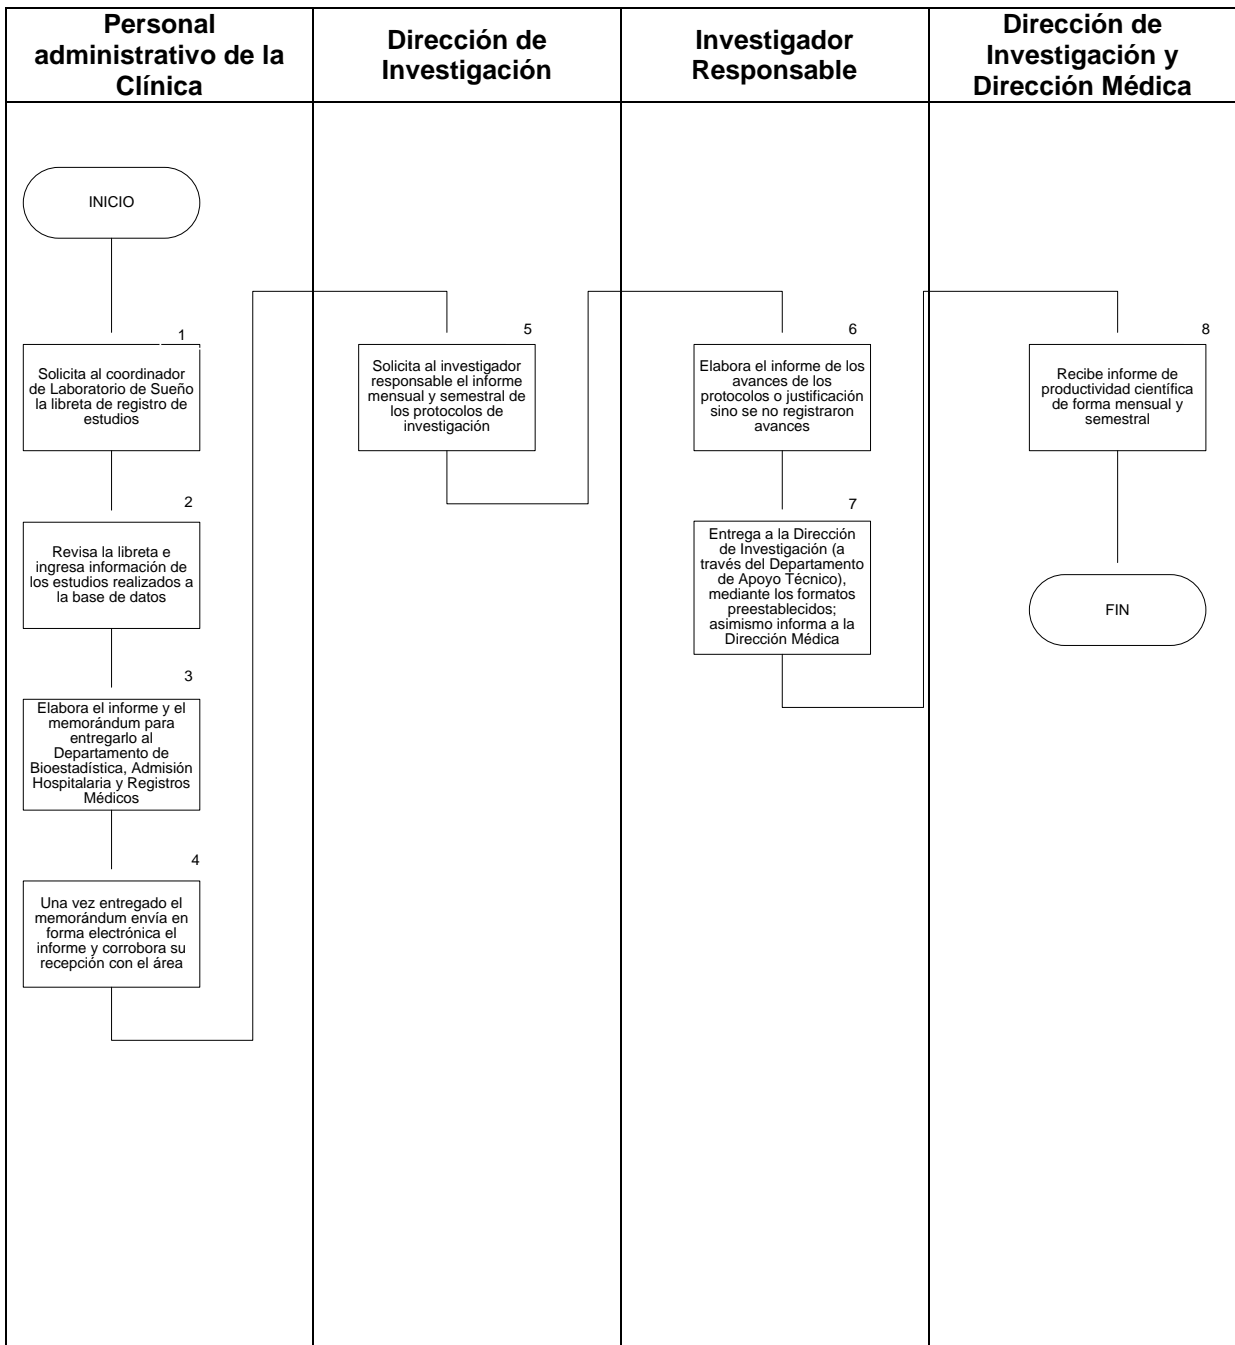 Personal
administrativo de la
Clínica
Dirección de
Investigación
Investigador
Responsable
Dirección de
Investigación y
Dirección Médica
INICIO
1
Solicita al coordinador
de Laboratorio de Sueño
la libreta de registro de
estudios
2
Revisa la libreta e
ingresa información de
los estudios realizados a
la base de datos
3
Elabora el informe y el
memorándum para
entregarlo al
Departamento de
Bioestadística, Admisión
Hospitalaria y Registros
Médicos
4
Una vez entregado el
memorándum envía en
forma electrónica el
informe y corrobora su
recepción con el área
5
Solicita al investigador
responsable el informe
mensual y semestral de
los protocolos de
investigación
6
Elabora el informe de los
avances de los
protocolos o justificación
sino se no registraron
avances
7
Entrega a la Dirección
de Investigación (a
través del Departamento
de Apoyo Técnico),
mediante los formatos
preestablecidos;
asimismo informa a la
Dirección Médica
8
Recibe informe de
productividad científica
de forma mensual y
semestral
FIN